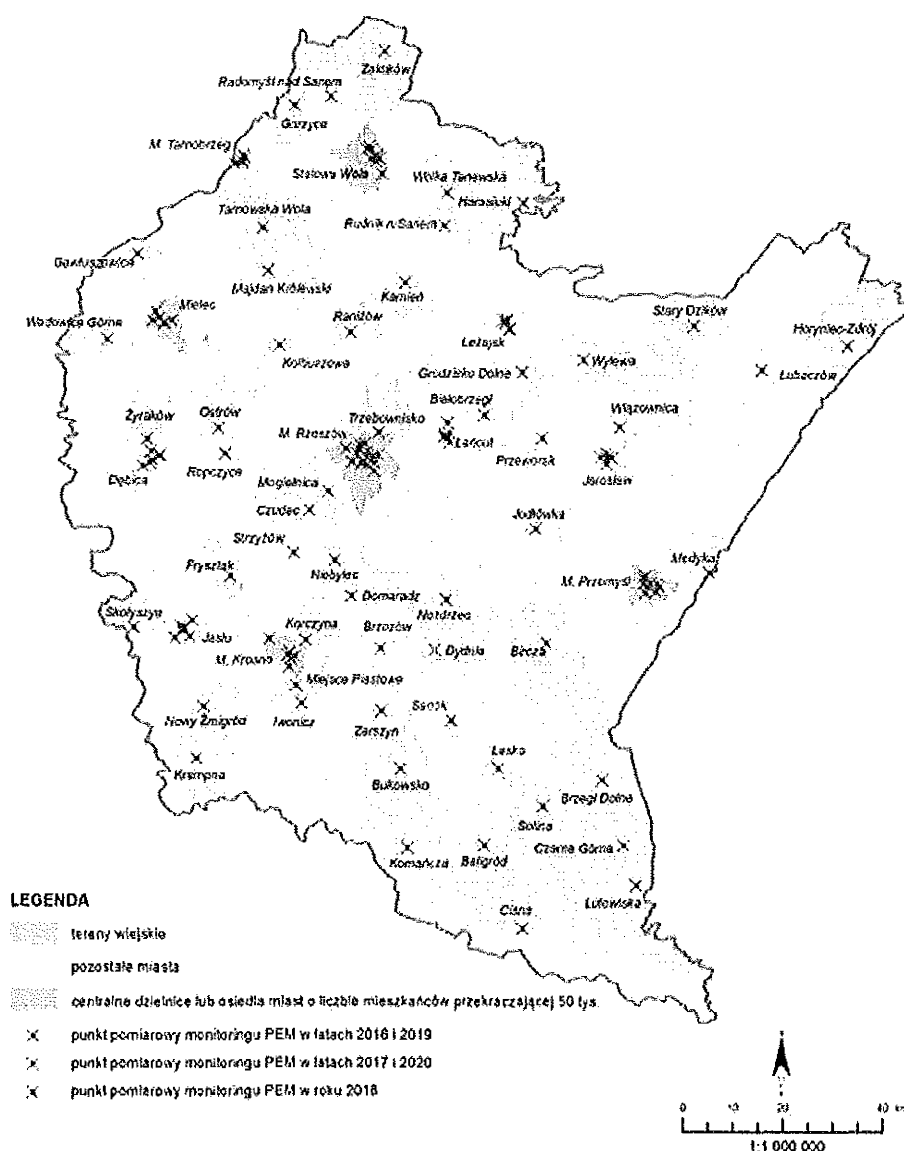 Zaklików
Radomyśl nad Sanem
Gorzyce
M. Tarnobrzeg
Stalowa Wola
Wólka Tanewska
Harasiuki
Tarnowska Wola
Rudnik n/Sanem
Gawłuszowice
Majdan Królewski
Kamień
Mielec
Raniżów
Stary Dzików
Wadowice Górne
Leżajsk
Horyniec-Zdrój
Kolbuszowa
Wylewa
Grodzisko Dolne
Lubaczów
Białobrzegi
Ostrów
Żyraków
Trzebownisko
Wiązownica
M. Rzeszów
Łańcut
Przeworsk
Dębica
Ropczyce
Jarosław
Mogielnica
Czudec
Jodłówka
Strzyżów
Niebylec
Medyka
Frysztak
M. Przemyśl
Domaradz
Nozdrzec
Skołyszyn
Korczyna
Brzozów
Jasło
Dydnia
Bircza
M. Krosno
Miejsce Piastowe
Nowy Żmigród
Iwonicz
Sanok
Zarszyn
Krempna
Lesko
Bukowsko
Brzegi Dolne
Solina
Komańcza
Baligród
Czarna Górna
Lutowiska
Cisna
LEGENDA
tereny wiejskie
pozostałe miasta
centralne dzielnice lub osiedla miast o liczbie mieszkańców przekraczającej 50 tys.
punkt pomiarowy monitoringu PEM w latach 2016 i 2019
punkt pomiarowy monitoringu PEM w latach 2017 i 2020
punkt pomiarowy monitoringu PEM w roku 2018
0 10 20 40 km
1:1 000 000